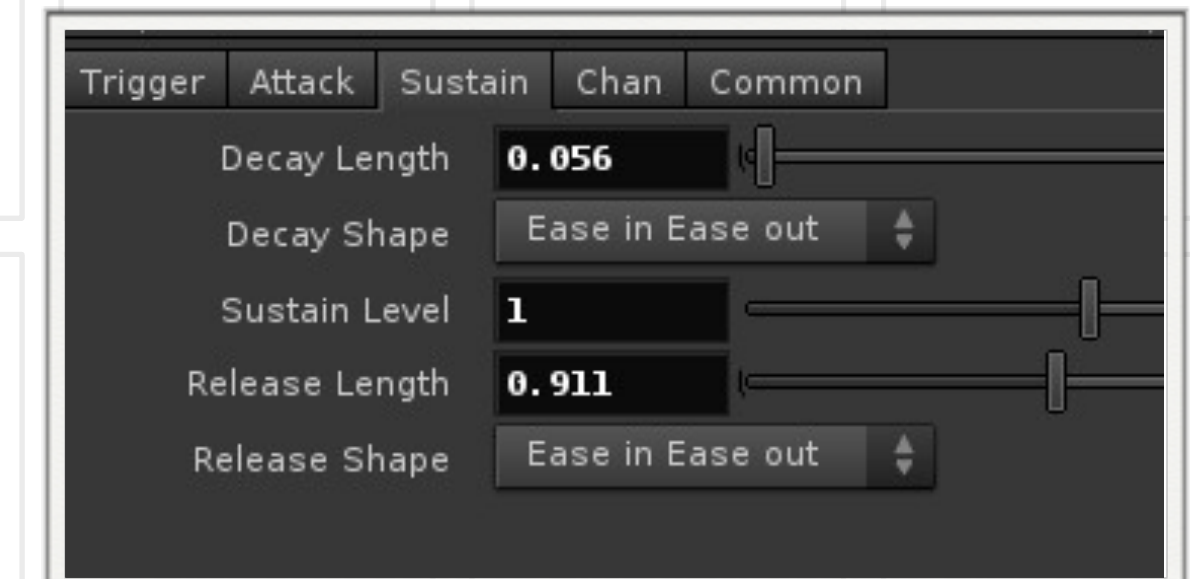 Trigger Attack Sustain Chan Common
Decay Length 0.056
Decay Shape Ease in Ease out
Sustain Level 1
Release Length 0.911
Release Shape Ease in Ease out